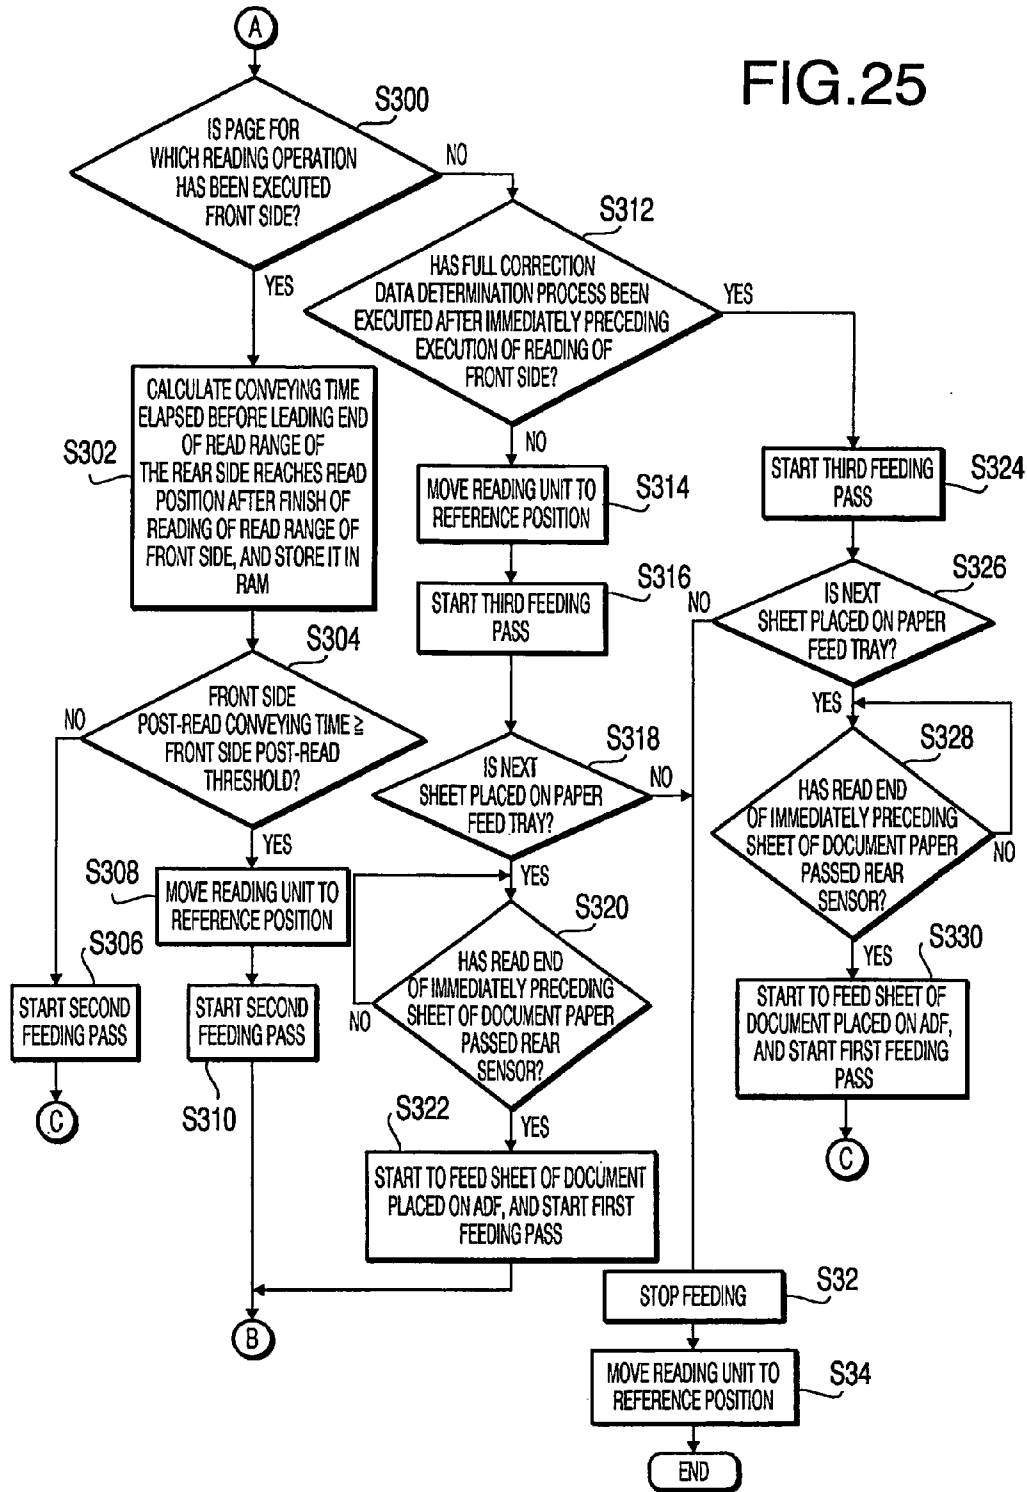 A
FIG.25
S300
IS PAGE FOR
WHICH READING OPERATION
HAS BEEN EXECUTED
FRONT SIDE?
NO
YES
S312
HAS FULL CORRECTION
DATA DETERMINATION PROCESS BEEN
EXECUTED AFTER IMMEDIATELY PRECEDING
EXECUTION OF READING OF
FRONT SIDE?
YES
NO
S302
CALCULATE CONVEYING TIME
ELAPSED BEFORE LEADING END
OF READ RANGE OF
THE REAR SIDE REACHES READ
POSITION AFTER FINISH OF
READING OF READ RANGE OF
FRONT SIDE, AND STORE IT IN
RAM
S304
FRONT SIDE
POST-READ CONVEYING TIME ≧
FRONT SIDE POST-READ
THRESHOLD?
NO
YES
S308
MOVE READING UNIT TO
REFERENCE POSITION
S306
START SECOND
FEEDING PASS
C
START SECOND
FEEDING PASS
S310
S314
MOVE READING UNIT TO
REFERENCE POSITION
S316
START THIRD FEEDING
PASS
S318
IS NEXT
SHEET PLACED ON PAPER
FEED TRAY?
NO
YES
S320
HAS READ END
OF IMMEDIATELY PRECEDING
SHEET OF DOCUMENT PAPER
PASSED REAR
SENSOR?
NO
YES
S322
START TO FEED SHEET OF DOCUMENT
PLACED ON ADF, AND START FIRST
FEEDING PASS
B
START THIRD FEEDING
PASS
S324
S326
IS NEXT
SHEET PLACED ON PAPER
FEED TRAY?
NO
YES
S328
HAS READ END
OF IMMEDIATELY PRECEDING
SHEET OF DOCUMENT PAPER
PASSED REAR
SENSOR?
NO
YES
S330
START TO FEED SHEET OF
DOCUMENT PLACED ON ADF,
AND START FIRST FEEDING
PASS
C
STOP FEEDING
S32
MOVE READING UNIT TO
REFERENCE POSITION
S34
END